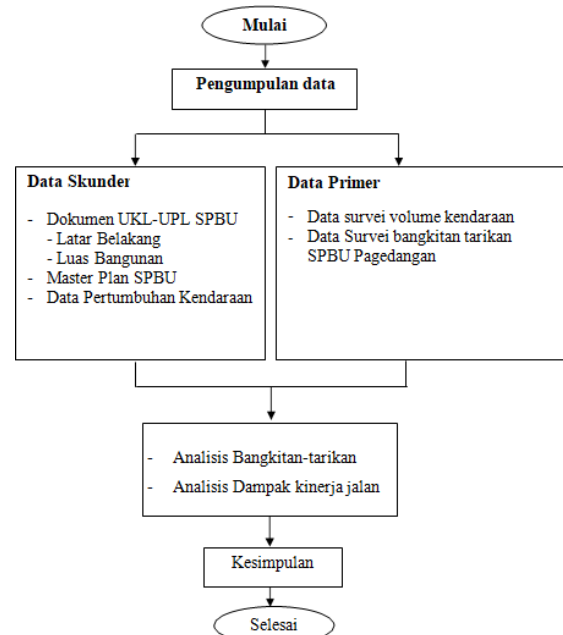 Mulai
Pengumpulan data
Data Skunder
- Dokumen UKL-UPL SPBU
- Latar Belakang
- Luas Bangunan
- Master Plan SPBU
- Data Pertumbuhan Kendaraan
Data Primer
- Data survei volume kendaraan
- Data Survei bangkitan tarikan
SPBU Pagedangan
- Analisis Bangkitan-tarikan
- Analisis Dampak kinerja jalan
Kesimpulan
Selesai